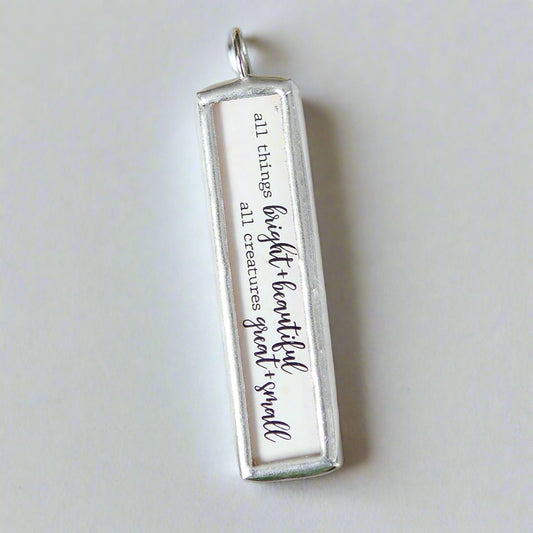 all things bright+beautiful
all creatures great+small